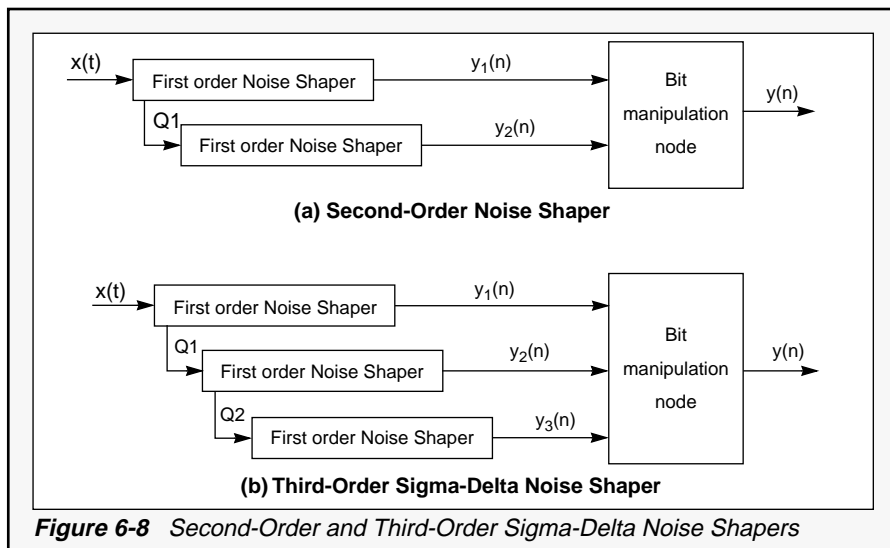 x(t)
First order Noise Shaper
y1(n)
Q1
First order Noise Shaper
y2(n)
Bit
manipulation
node
y(n)
(a) Second-Order Noise Shaper
x(t)
First order Noise Shaper
y1(n)
Q1
First order Noise Shaper
y2(n)
Q2
First order Noise Shaper
y3(n)
Bit
manipulation
node
y(n)
(b) Third-Order Sigma-Delta Noise Shaper
Figure 6-8 Second-Order and Third-Order Sigma-Delta Noise Shapers